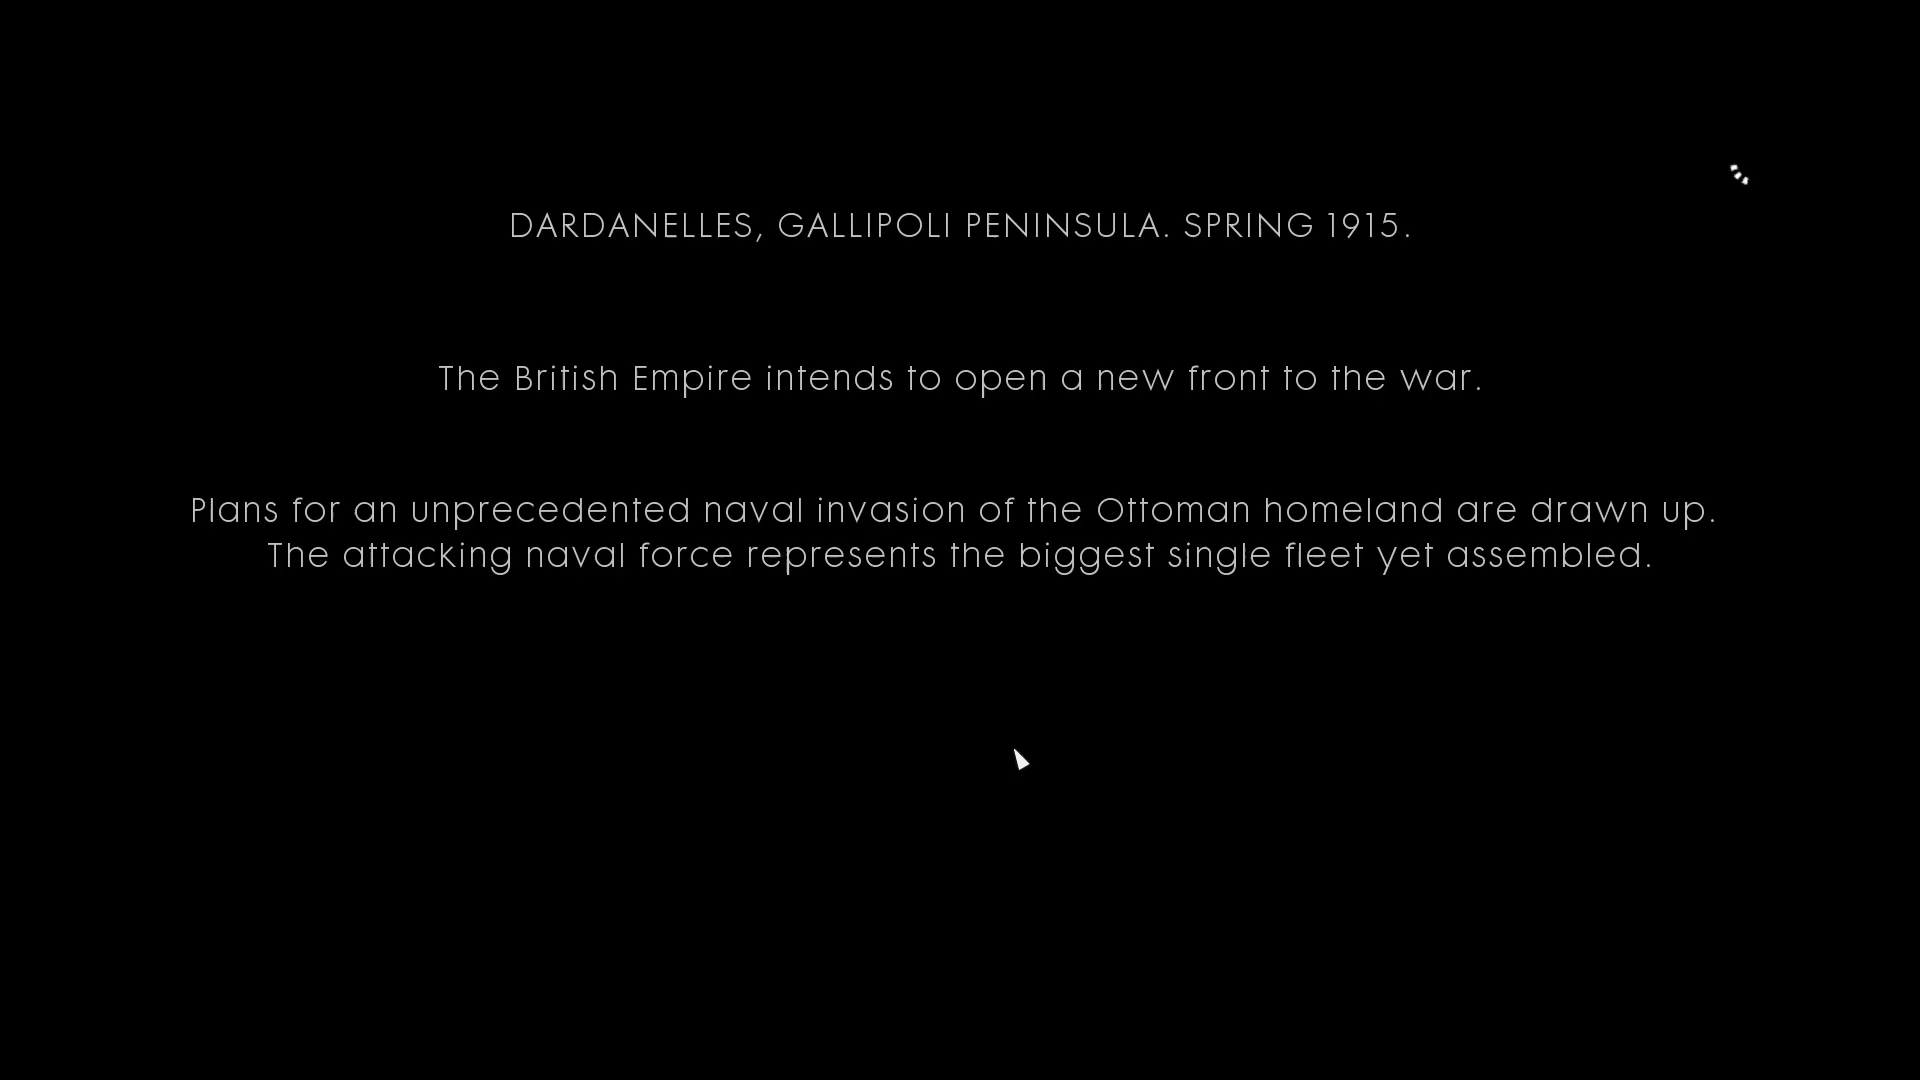 DARDANELLES, GALLIPOLI PENINSULA. SPRING 1915.
The British Empire intends to open a new front to the war.
Plans for an unprecedented naval invasion of the Ottoman homeland are drawn up.
The attacking naval force represents the biggest single fleet yet assembled.